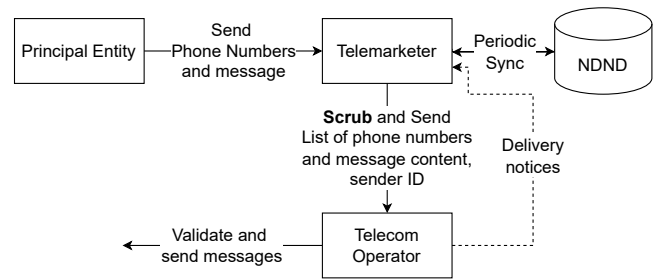 Principal Entity
Send
Phone Numbers
and message
Telemarketer
Periodic
Sync
NDND
Scrub and Send
List of phone numbers
and message content,
sender ID
Delivery
notices
Validate and
send messages
Telecom
Operator